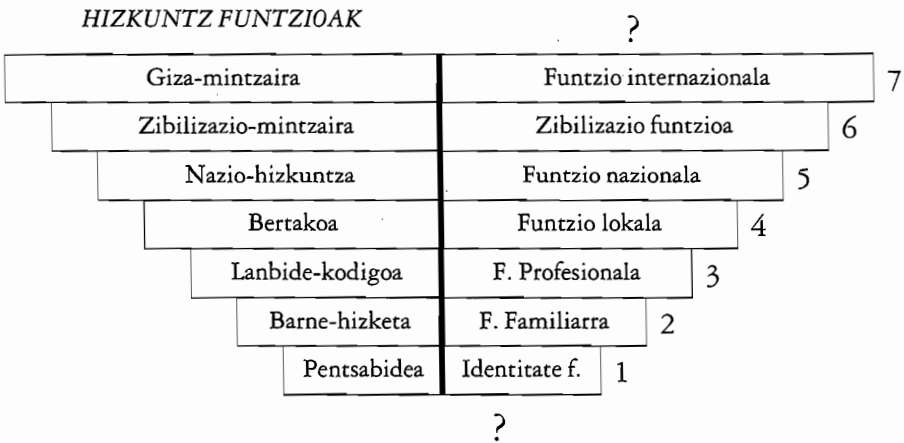 HIZKUNTZ FUNTZIOAK
?
Giza-mintzaira Funtzio internazionala 7
Zibilizazio-mintzaira Zibilizazio funtzioa 6
Nazio-hizkuntza Funtzio nazionala 5
Bertakoa Funtzio lokala 4
Lanbide-kodigoa F. Profesionala 3
Barne-hizketa F. Familiarra 2
Pentsabidea Identitate f. 1
?